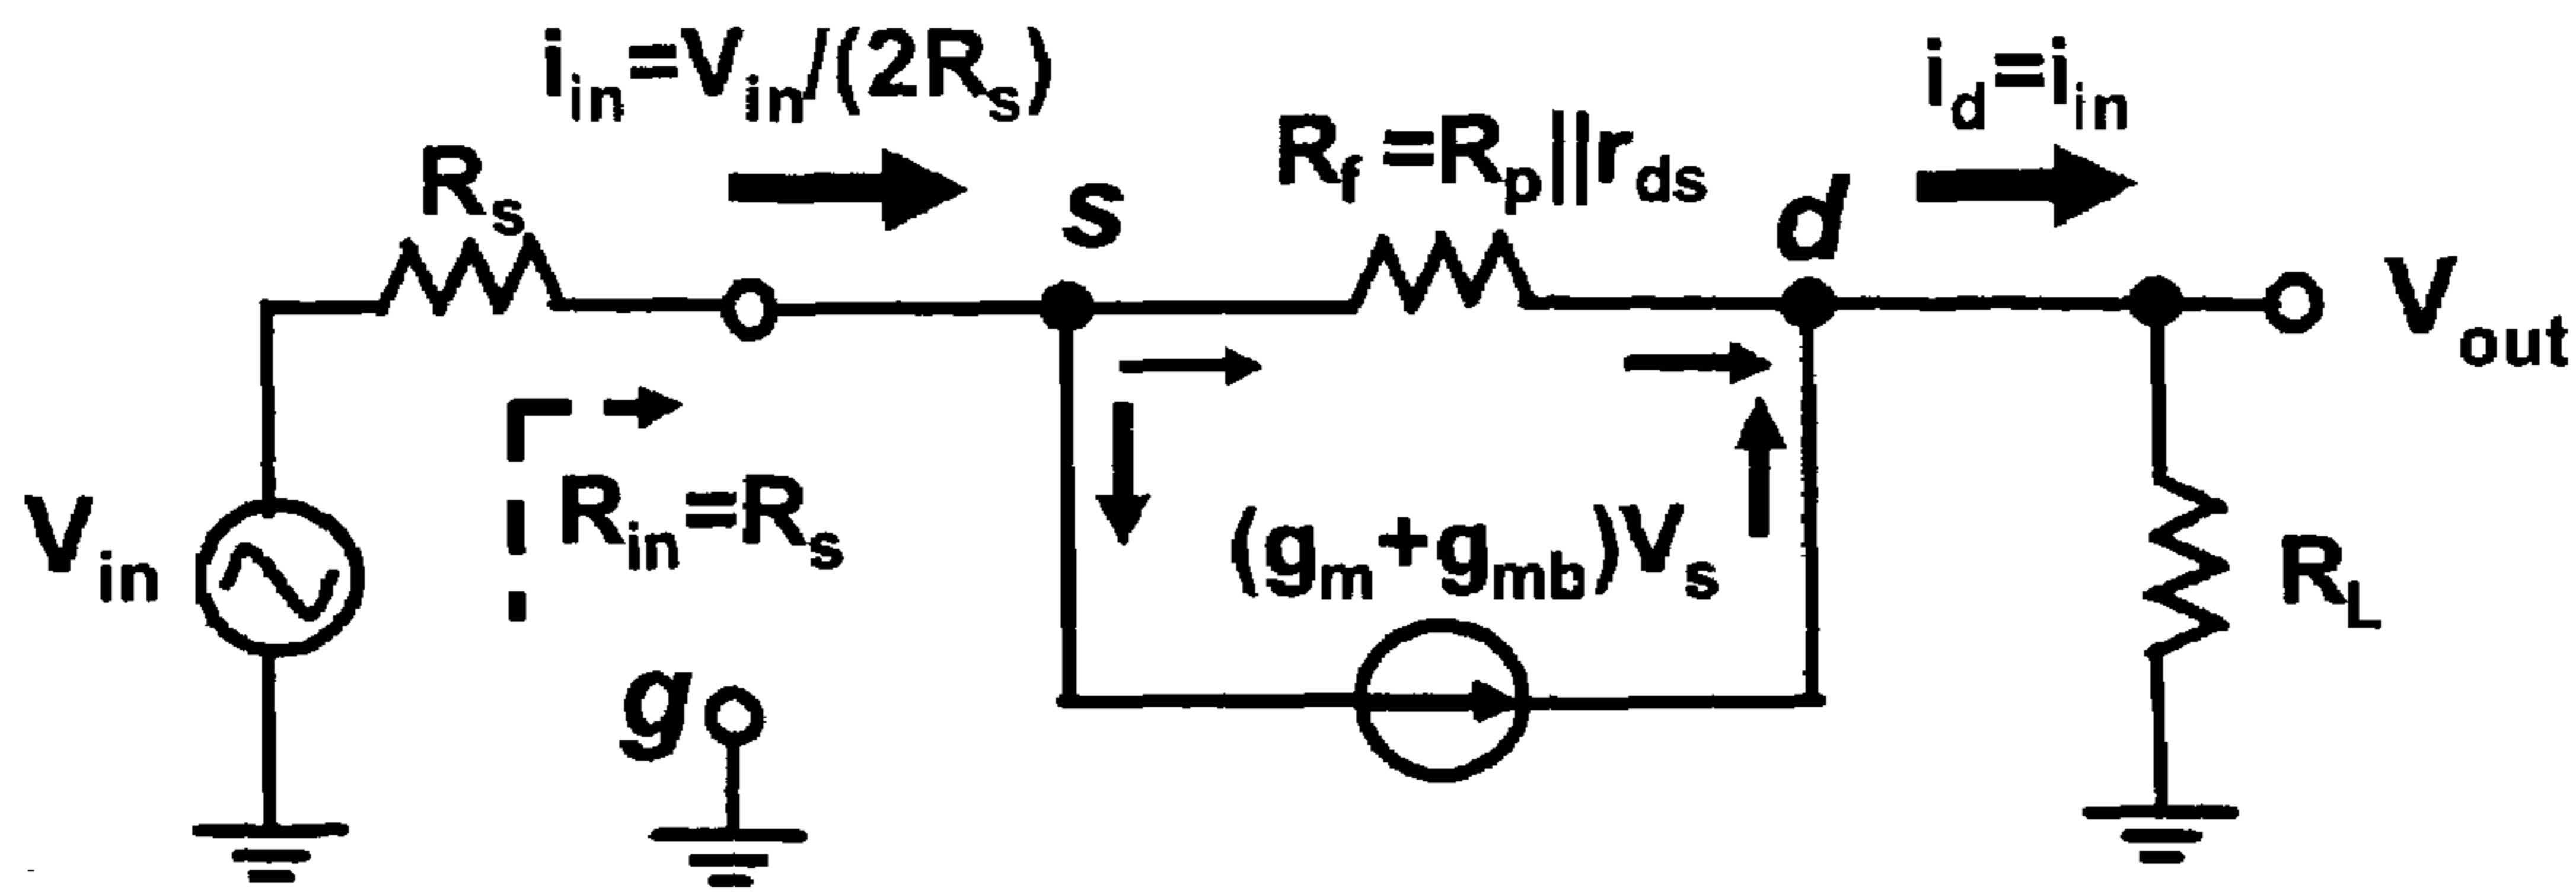 i_in=V_in/(2R_s)
i_d=i_in
R_s
s
R_f=R_p||r_ds
d
V_out
R_in=R_s
V_in
(g_m+g_mb)V_s
R_L
g